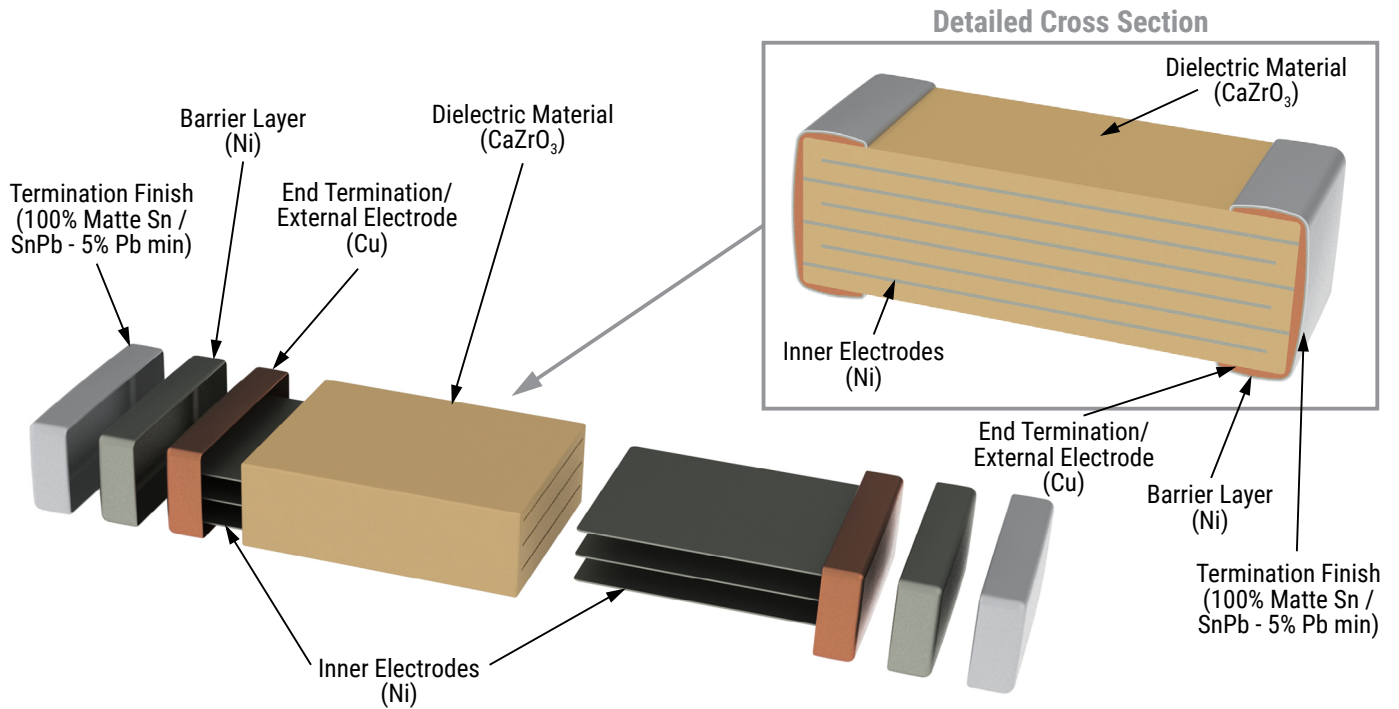 Detailed Cross Section
Dielectric Material
(CaZrO₃)
Inner Electrodes
(Ni)
End Termination/
External Electrode
(Cu)
Barrier Layer
(Ni)
Termination Finish
(100% Matte Sn /
SnPb - 5% Pb min)
Termination Finish
(100% Matte Sn /
SnPb - 5% Pb min)
Barrier Layer
(Ni)
End Termination/
External Electrode
(Cu)
Dielectric Material
(CaZrO₃)
Inner Electrodes
(Ni)